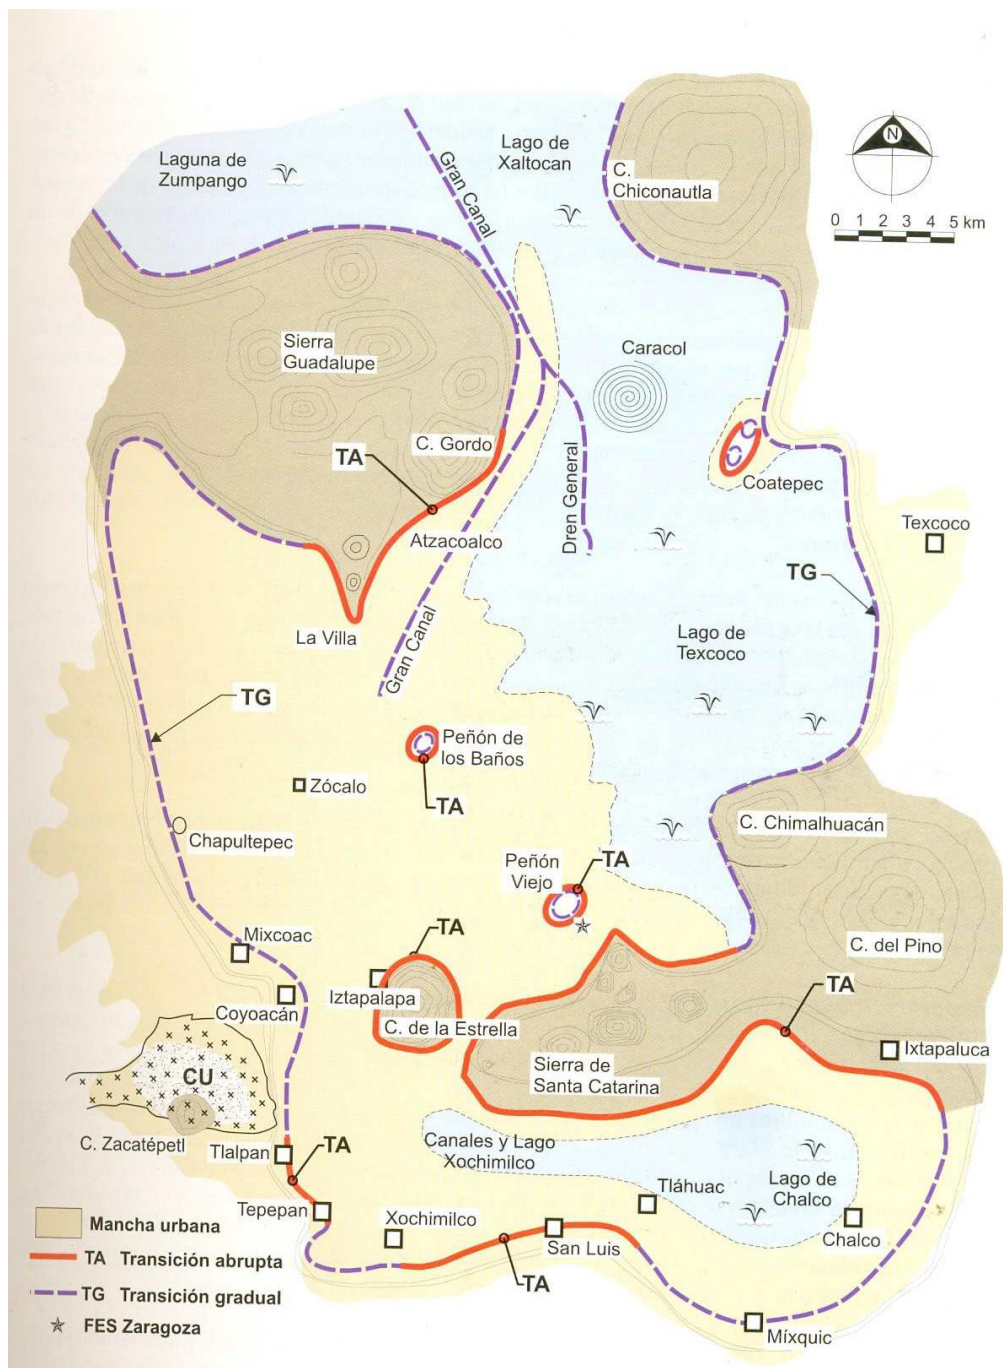 Laguna de
Zumpango
Gran Canal
Lago de
Xaltocan
C.
Chiconautla
N
0 1 2 3 4 5 km
Sierra
Guadalupe
Caracol
C. Gordo
TA
Atzacoalco
Dren General
Coatepec
Texcoco
TG
La Villa
Gran Canal
Lago de
Texcoco
TG
Peñón de
los Baños
Zócalo
TA
Chapultepec
C. Chimalhuacán
Peñón
Viejo
TA
Mixcoac
TA
C. del Pino
Iztapalapa
TA
Coyoacán
C. de la Estrella
Ixtapaluca
Sierra de
Santa Catarina
CU
C. Zacatépetl
Tlalpan
TA
Canales y Lago
Xochimilco
Lago de
Chalco
Tláhuac
Tepepan
Xochimilco
San Luis
Chalco
TA
Míxquic
Mancha urbana
TA Transición abrupta
TG Transición gradual
FES Zaragoza